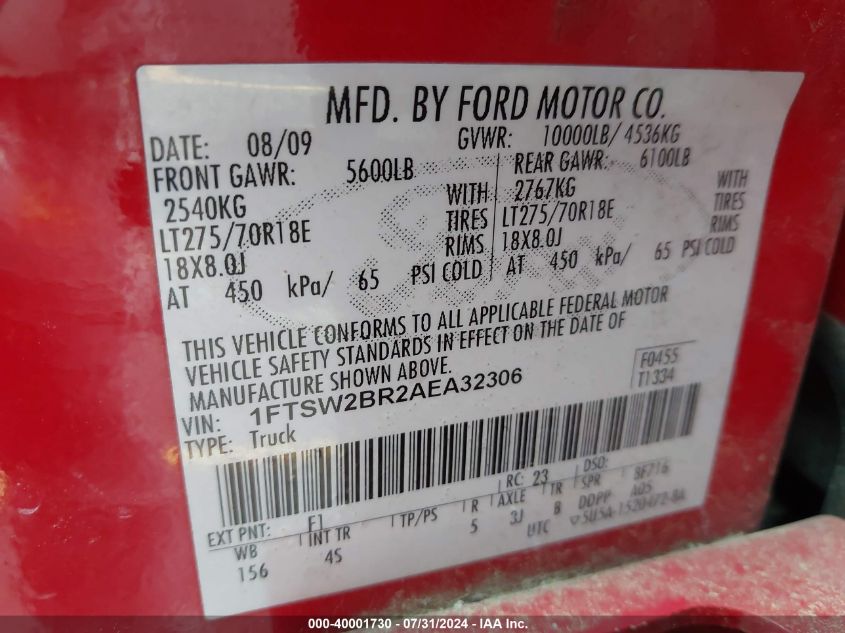 MFD. BY FORD MOTOR CO.
DATE: 08/09 GVWR: 10000LB/ 4536KG
FRONT GAWR: 5600LB REAR GAWR: 6100LB
2540KG WITH 2767KG WITH
LT275/70R18E TIRES LT275/70R18E TIRES
18X8.0J RIMS 18X8.0J RIMS
AT 450 kPa/ 65 PSI COLD AT 450 kPa/ 65 PSI COLD
THIS VEHICLE CONFORMS TO ALL APPLICABLE FEDERAL MOTOR
VEHICLE SAFETY STANDARDS IN EFFECT ON THE DATE OF
MANUFACTURE SHOWN ABOVE.
F0455
T1334
VIN: 1FTSW2BR2AEA32306
TYPE: Truck
EXT PNT: F1 RC: 23 DSO:
WB INT TR TP/PS R AXLE TR SPR 8F716
156 4S 5 3J B DDPP A05
UTC ▽5U5A-1520472-BA
000-40001730 - 07/31/2024 - IAA Inc.